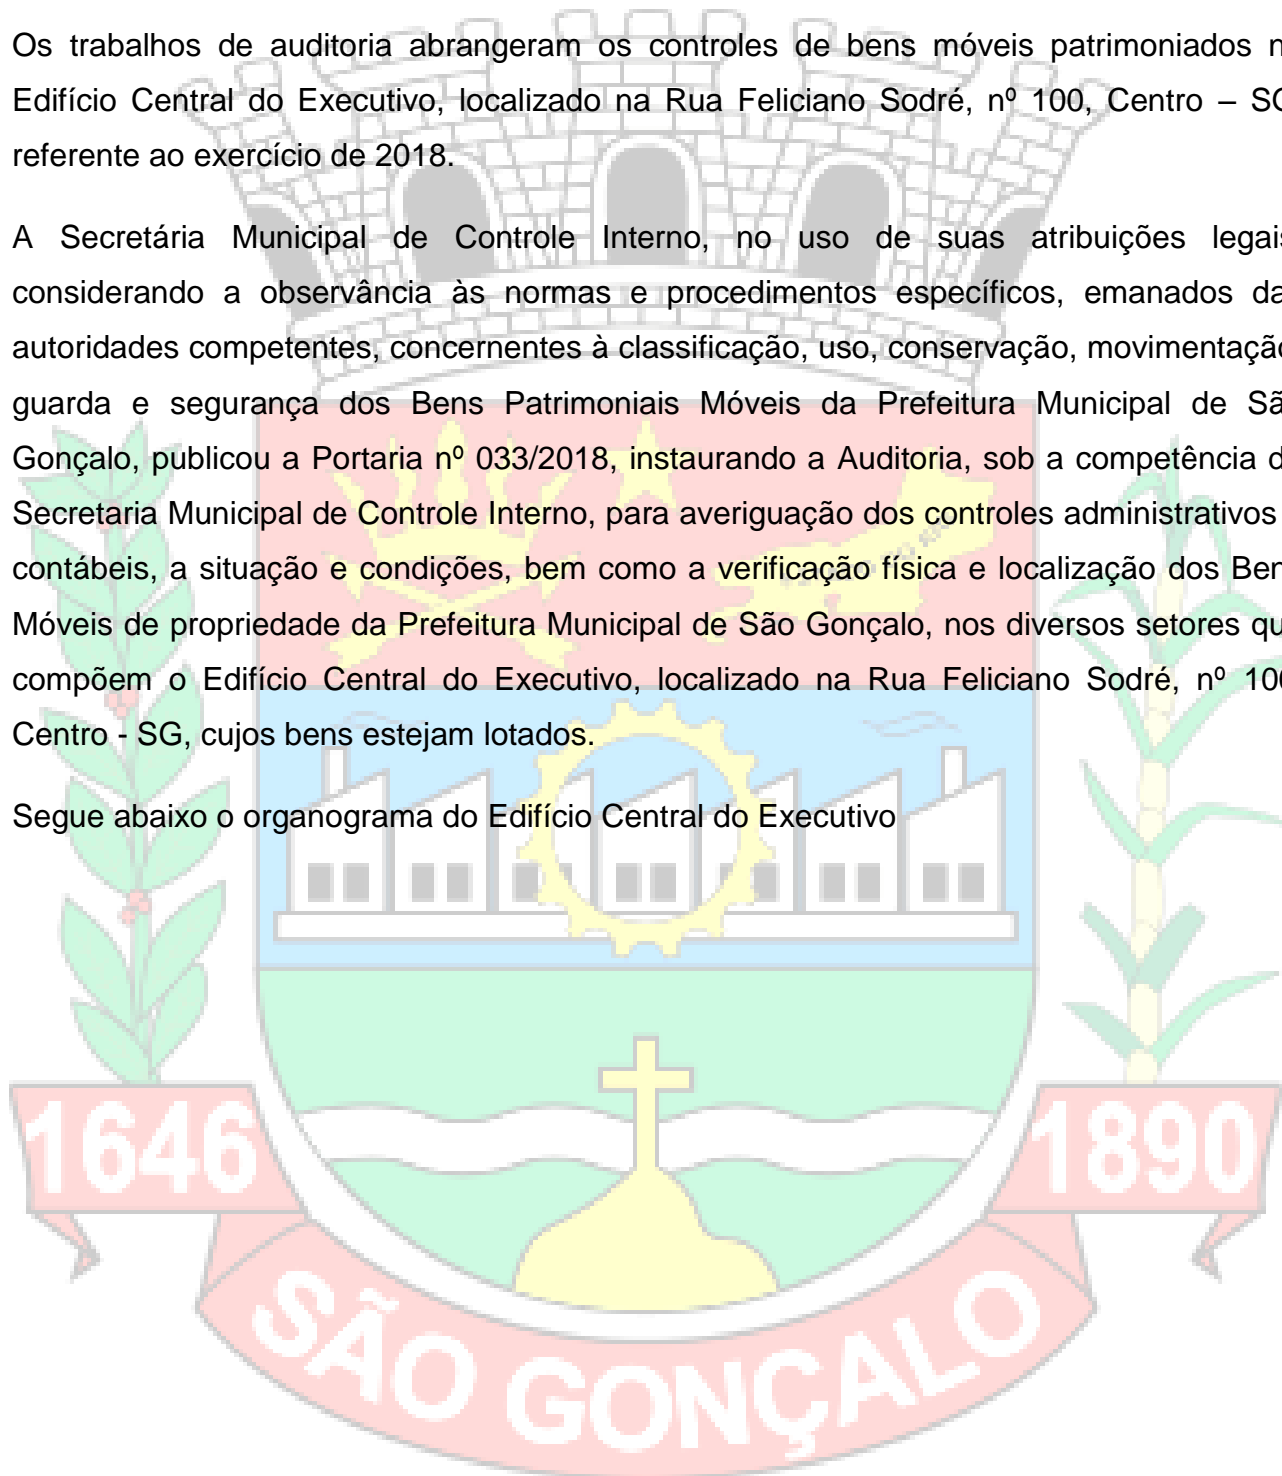 Os trabalhos de auditoria abrangeram os controles de bens móveis patrimoniados n
Edifício Central do Executivo, localizado na Rua Feliciano Sodré, nº 100, Centro – SG
referente ao exercício de 2018.
A Secretária Municipal de Controle Interno, no uso de suas atribuições legais
considerando a observância às normas e procedimentos específicos, emanados da
autoridades competentes, concernentes à classificação, uso, conservação, movimentação
guarda e segurança dos Bens Patrimoniais Móveis da Prefeitura Municipal de Sã
Gonçalo, publicou a Portaria nº 033/2018, instaurando a Auditoria, sob a competência d
Secretaria Municipal de Controle Interno, para averiguação dos controles administrativos
contábeis, a situação e condições, bem como a verificação física e localização dos Ben
Móveis de propriedade da Prefeitura Municipal de São Gonçalo, nos diversos setores qu
compõem o Edifício Central do Executivo, localizado na Rua Feliciano Sodré, nº 100
Centro - SG, cujos bens estejam lotados.
Segue abaixo o organograma do Edifício Central do Executivo
1646
1890
SÃO GONÇALO